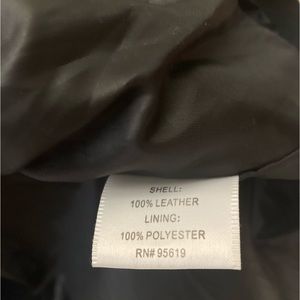 SHELL:
100% LEATHER
LINING:
100% POLYESTER
RN# 95619